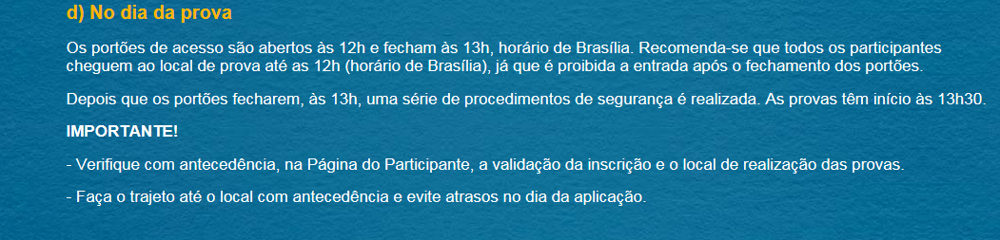 d) No dia da prova
Os portões de acesso são abertos às 12h e fecham às 13h, horário de Brasília. Recomenda-se que todos os participantes
cheguem ao local de prova até as 12h (horário de Brasília), já que é proibida a entrada após o fechamento dos portões.
Depois que os portões fecharem, às 13h, uma série de procedimentos de segurança é realizada. As provas têm início às 13h30.
IMPORTANTE!
- Verifique com antecedência, na Página do Participante, a validação da inscrição e o local de realização das provas.
- Faça o trajeto até o local com antecedência e evite atrasos no dia da aplicação.